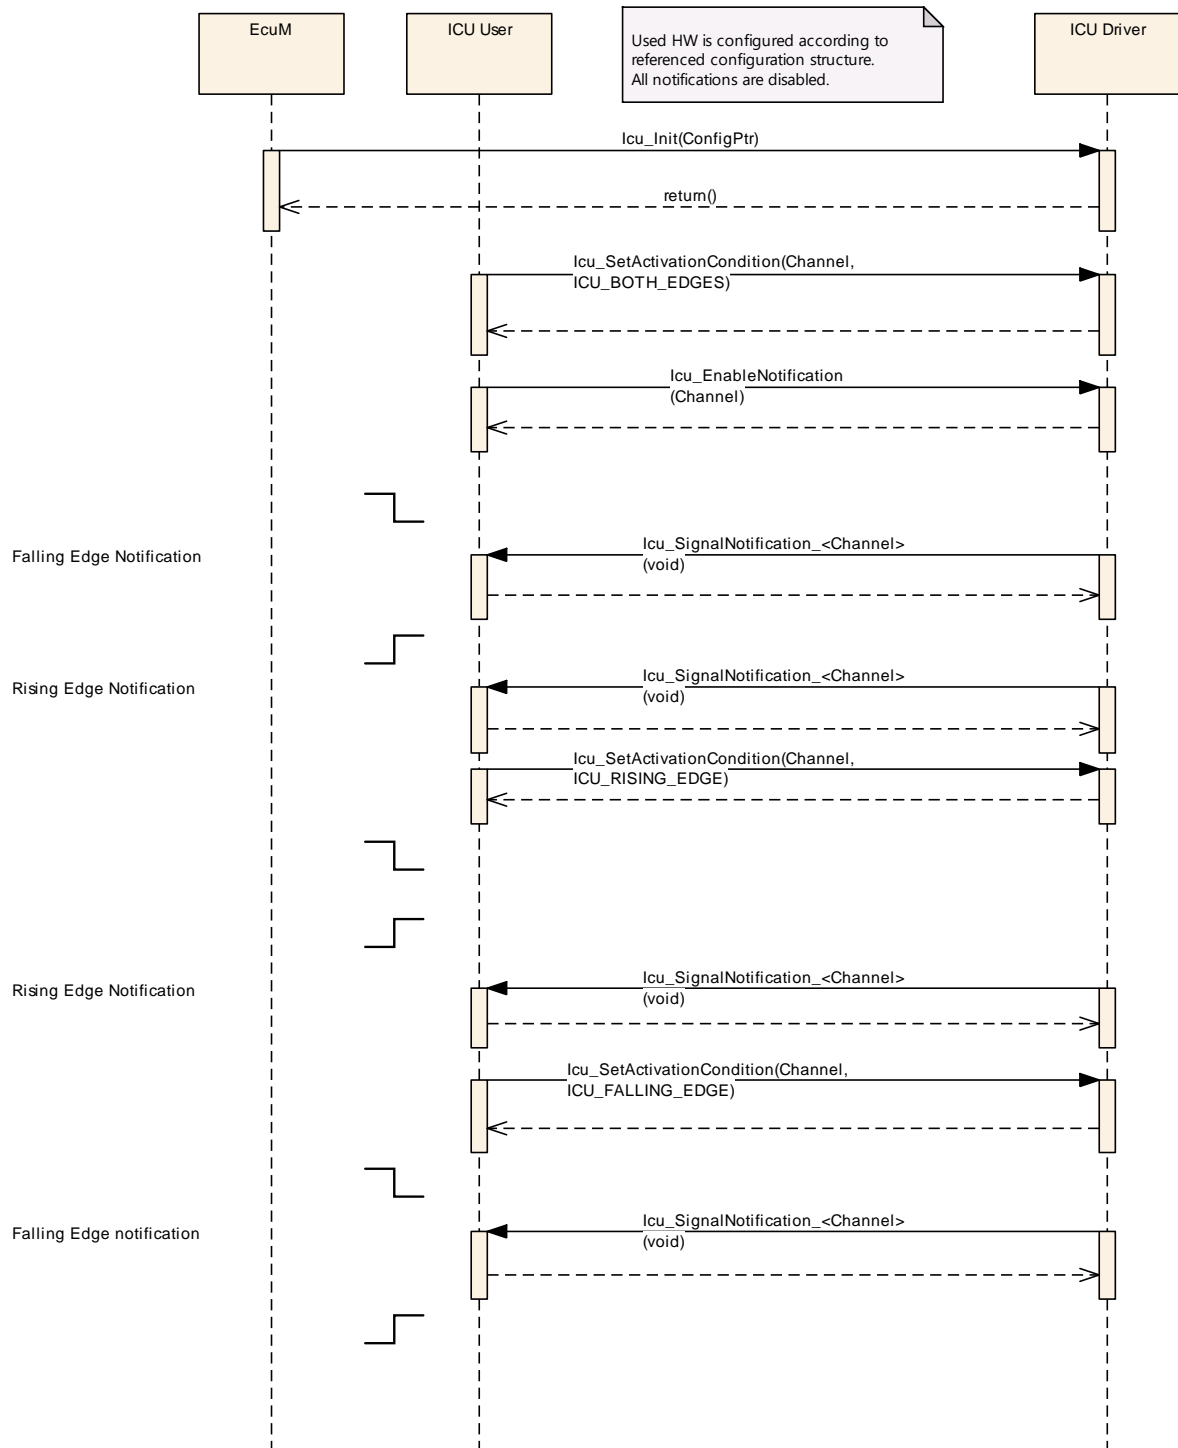 EcuM
ICU User
Used HW is configured according to
referenced configuration structure.
All notifications are disabled.
ICU Driver
Icu_Init(ConfigPtr)
return()
Icu_SetActivationCondition(Channel,
ICU_BOTH_EDGES)
Icu_EnableNotification
(Channel)
Falling Edge Notification
Icu_SignalNotification_<Channel>
(void)
Rising Edge Notification
Icu_SignalNotification_<Channel>
(void)
Icu_SetActivationCondition(Channel,
ICU_RISING_EDGE)
Rising Edge Notification
Icu_SignalNotification_<Channel>
(void)
Icu_SetActivationCondition(Channel,
ICU_FALLING_EDGE)
Falling Edge notification
Icu_SignalNotification_<Channel>
(void)